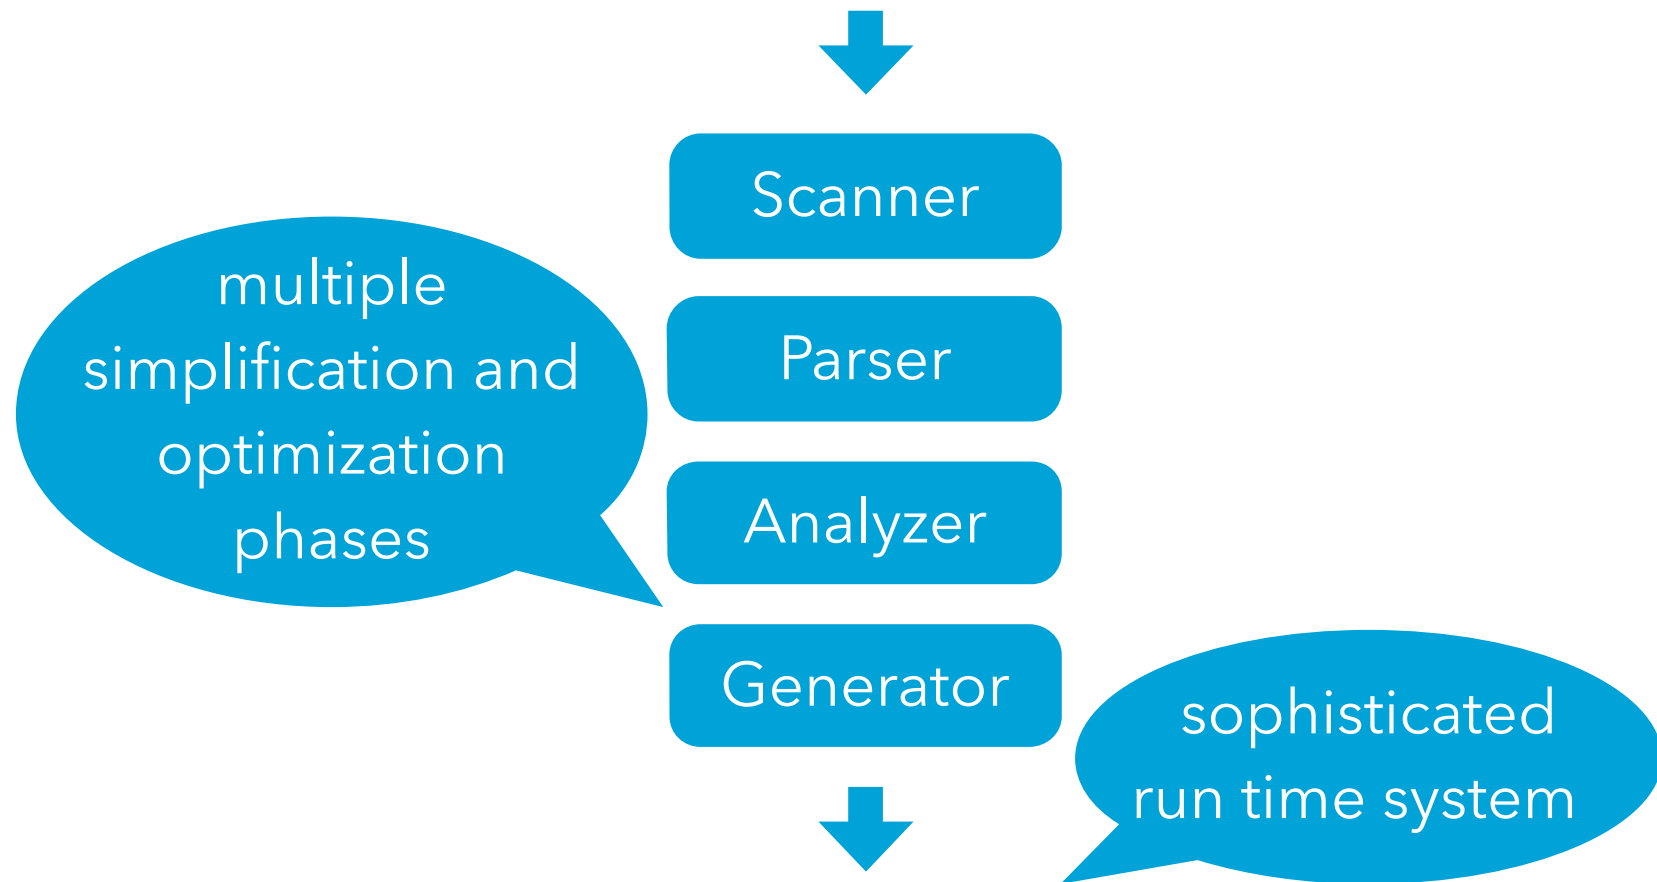 Scanner
multiple
simplification and
optimization
phases
Parser
Analyzer
Generator
sophisticated
run time system